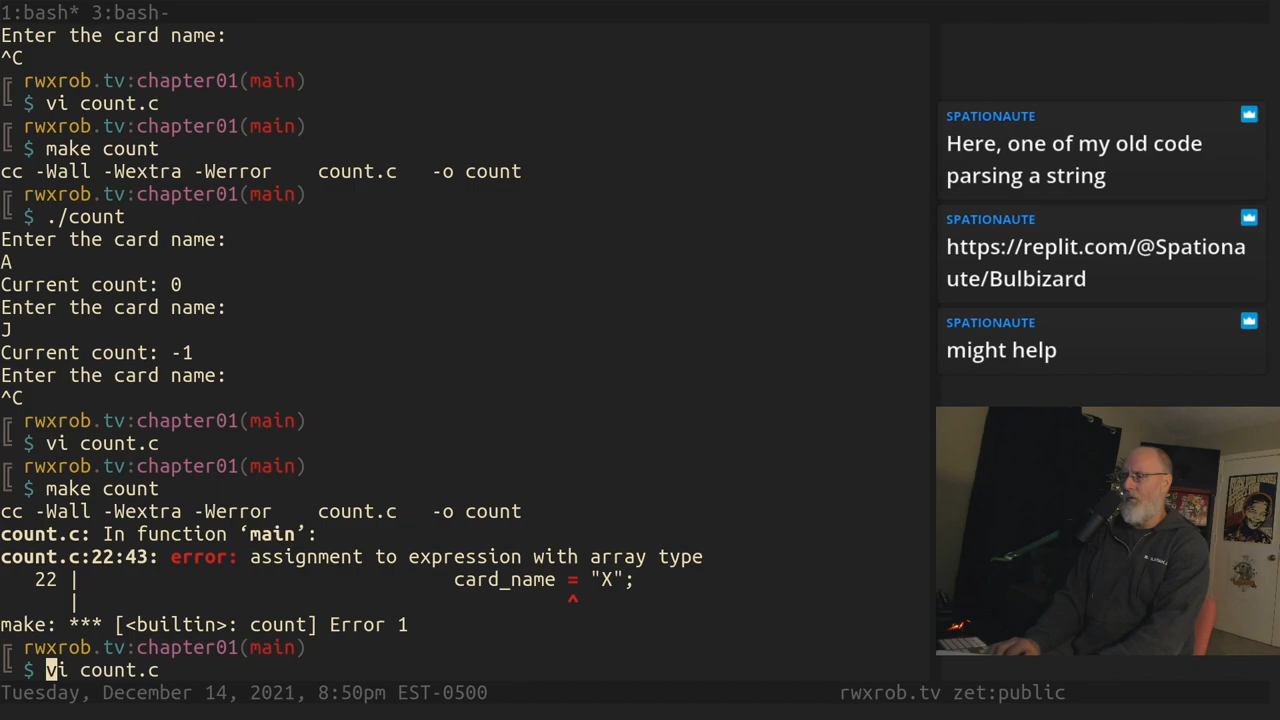 1:bash* 3:bash-
Enter the card name:
^C
rwxrob.tv:chapter01(main)
$ vi count.c
rwxrob.tv:chapter01(main)
$ make count
cc -Wall -Wextra -Werror    count.c   -o count
rwxrob.tv:chapter01(main)
$ ./count
Enter the card name:
A
Current count: 0
Enter the card name:
J
Current count: -1
Enter the card name:
^C
rwxrob.tv:chapter01(main)
$ vi count.c
rwxrob.tv:chapter01(main)
$ make count
cc -Wall -Wextra -Werror    count.c   -o count
count.c: In function ‘main’:
count.c:22:43: error: assignment to expression with array type
22 |                                 card_name = "X";
|                                           ^
make: *** [<builtin>: count] Error 1
rwxrob.tv:chapter01(main)
$ vi count.c
Tuesday, December 14, 2021, 8:50pm EST-0500
rwxrob.tv zet:public
SPATIONAUTE
Here, one of my old code
parsing a string
SPATIONAUTE
https://replit.com/@Spationa
ute/Bulbizard
SPATIONAUTE
might help